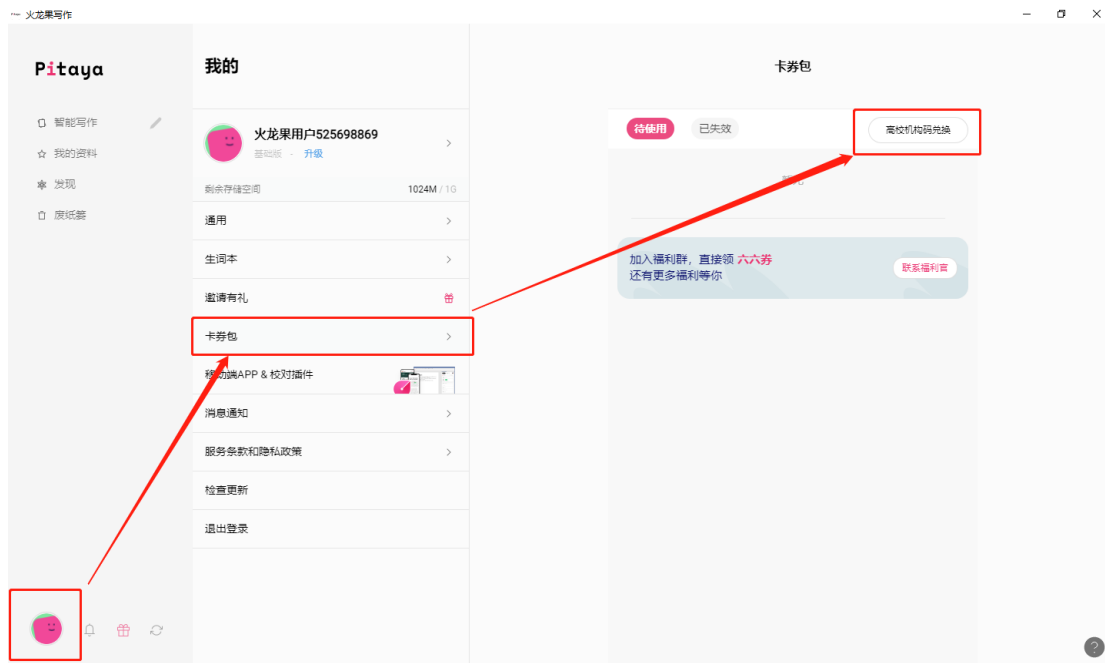 火龙果写作
Pitaya
智能写作
我的资料
发现
废纸篓
我的
火龙果用户525698869
基础版 - 升级
剩余存储空间 1024M / 1G
通用
生词本
邀请有礼
卡券包
移动端APP & 校对插件
消息通知
服务条款和隐私政策
检查更新
退出登录
卡券包
待使用 已失效 高校机构码兑换
加入福利群，直接领 六六券
还有更多福利等你
联系福利官